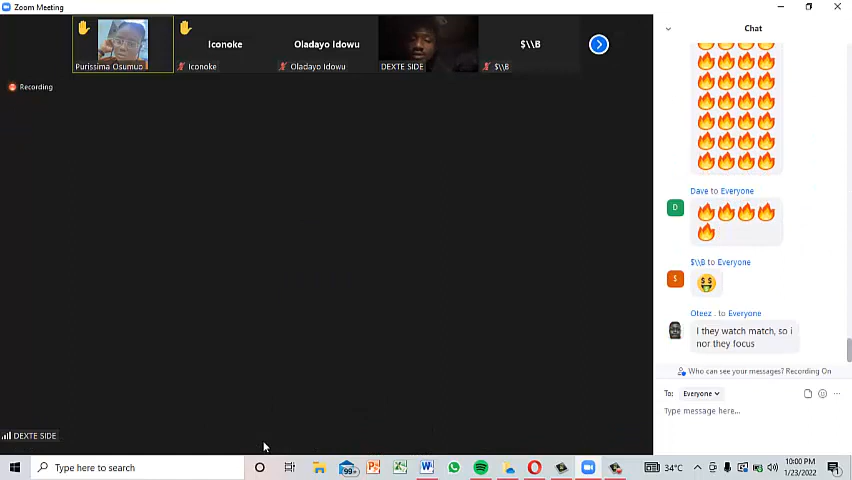 Zoom Meeting
Iconoke
Oladayo Idowu
$\\B
Purissima Osumuo
Iconoke
Oladayo Idowu
DEXTE SIDE
$\\B
Recording
DEXTE SIDE
Chat
Dave to Everyone
D
$\\B to Everyone
$
Oteez . to Everyone
I they watch match, so i
nor they focus
Who can see your messages? Recording On
To: Everyone
Type message here...
Type here to search
99+
34°C
10:00 PM
1/23/2022
1